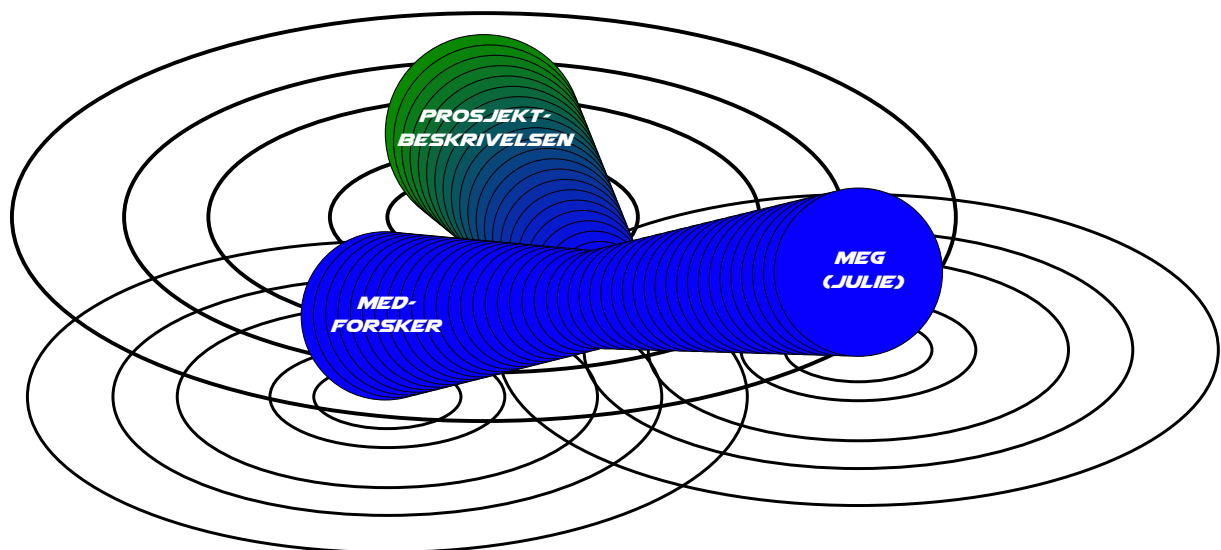 PROSJEKT-
BESKRIVELSEN
MED-
FORSKER
MEG
(JULIE)